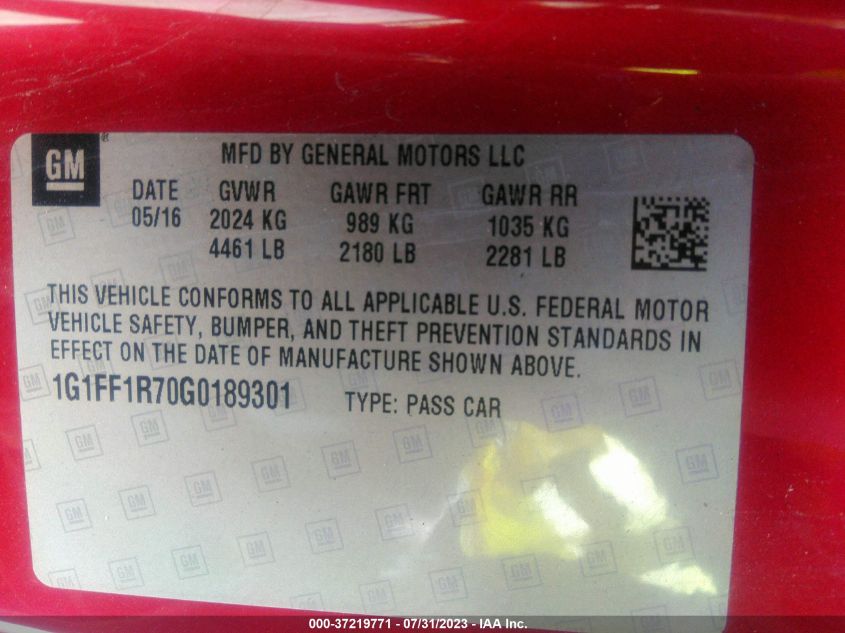 GM ® MFD BY GENERAL MOTORS LLC
DATE GVWR GAWR FRT GAWR RR
05/16 2024 KG 989 KG 1035 KG
4461 LB 2180 LB 2281 LB
THIS VEHICLE CONFORMS TO ALL APPLICABLE U.S. FEDERAL MOTOR
VEHICLE SAFETY, BUMPER, AND THEFT PREVENTION STANDARDS IN
EFFECT ON THE DATE OF MANUFACTURE SHOWN ABOVE.
1G1FF1R70G0189301 TYPE: PASS CAR
000-37219771 - 07/31/2023 - IAA Inc.